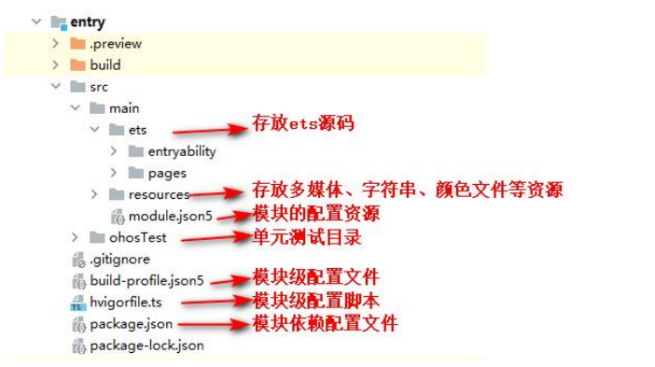 entry
.preview
build
src
main
ets 存放ets源码
entryability
pages
resources 存放多媒体、字符串、颜色文件等资源
module.json5 模块的配置资源
ohosTest 单元测试目录
.gitignore
build-profile.json5 模块级配置文件
TS hvigorfile.ts 模块级配置脚本
package.json 模块依赖配置文件
package-lock.json